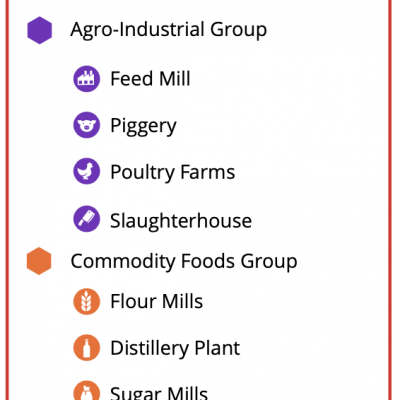 Agro-Industrial Group
Feed Mill
Piggery
Poultry Farms
Slaughterhouse
Commodity Foods Group
Flour Mills
Distillery Plant
Sugar Mills